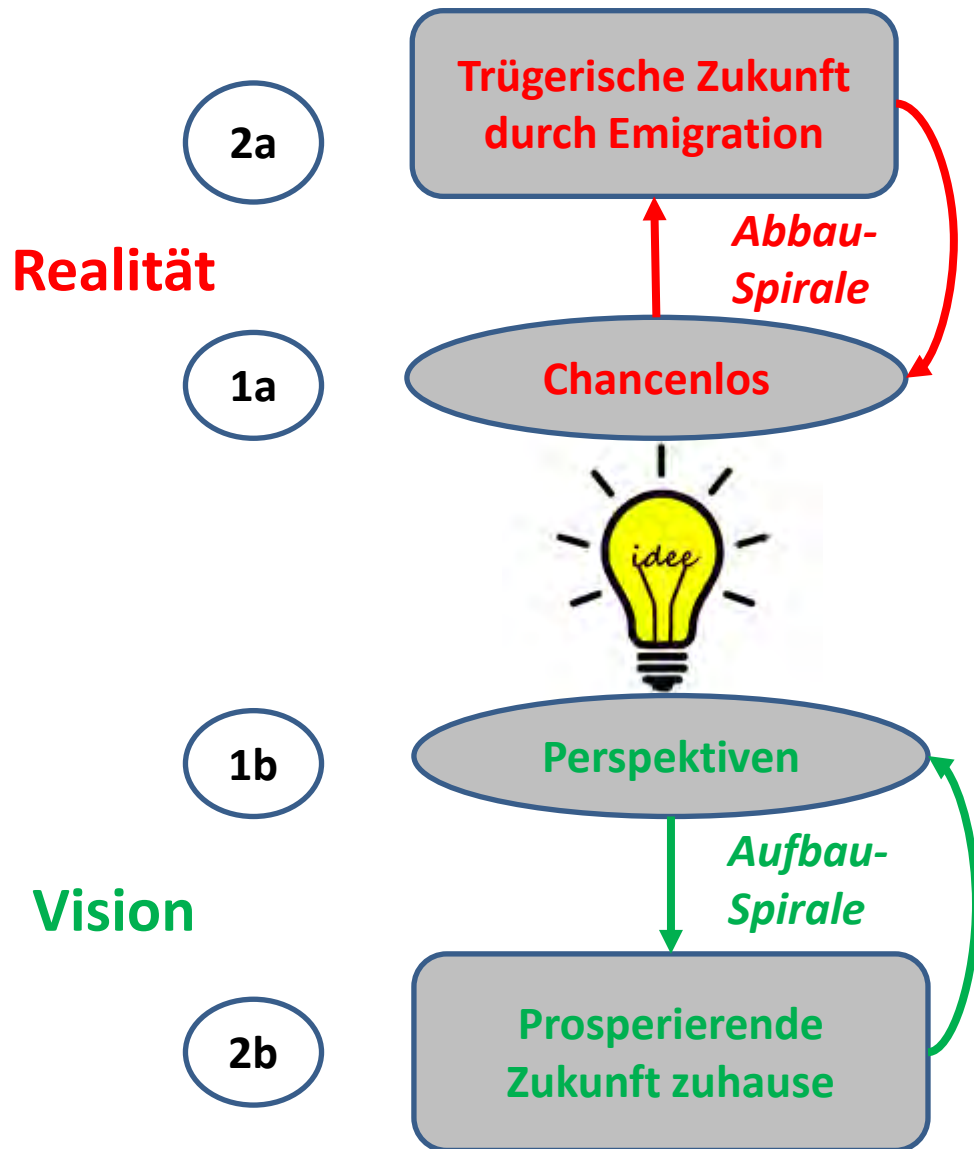 Trügerische Zukunft
durch Emigration
2a
Abbau-
Spirale
Realität
1a
Chancenlos
idee
1b
Perspektiven
Aufbau-
Spirale
Vision
2b
Prosperierende
Zukunft zuhause